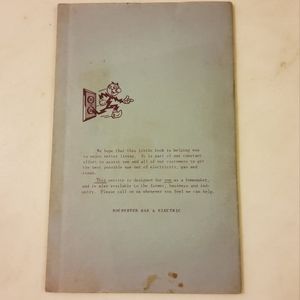 We hope that this little book is helping you
to enjoy better living. It is part of our constant
effort to assist you and all of our customers to get
the best possible use out of electricity, gas and
steam.
This service is designed for you as a homemaker,
and is also available to the farmer, business and ind-
ustry. Please call on us whenever you feel we can help.
ROCHESTER GAS & ELECTRIC